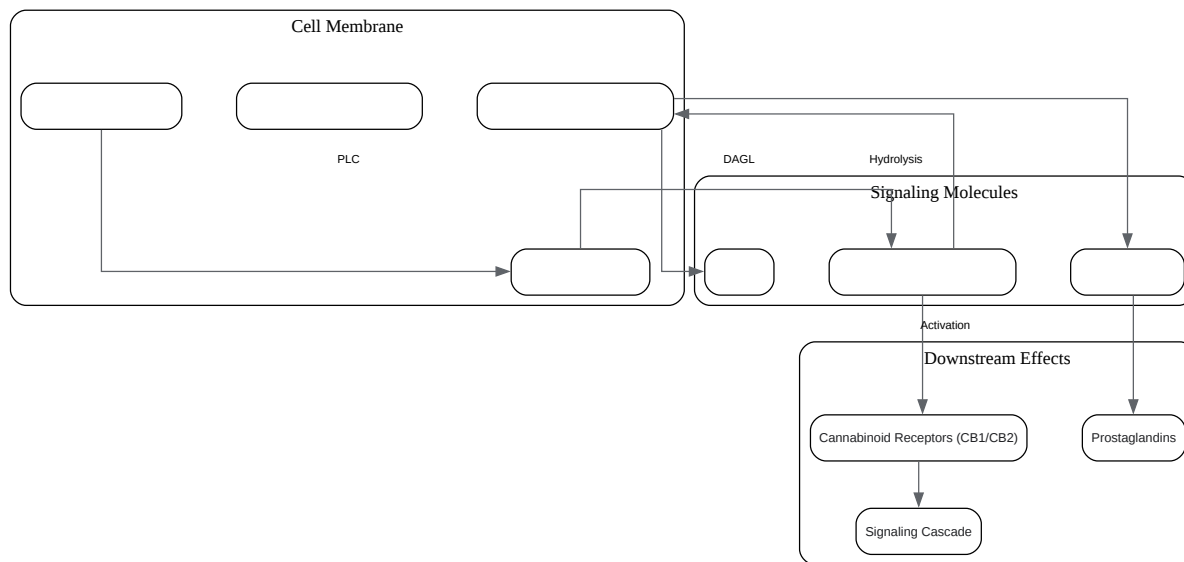 Cell Membrane
PLC
DAGL
Hydrolysis
Signaling Molecules
Activation
Downstream Effects
Cannabinoid Receptors (CB1/CB2)
Prostaglandins
Signaling Cascade